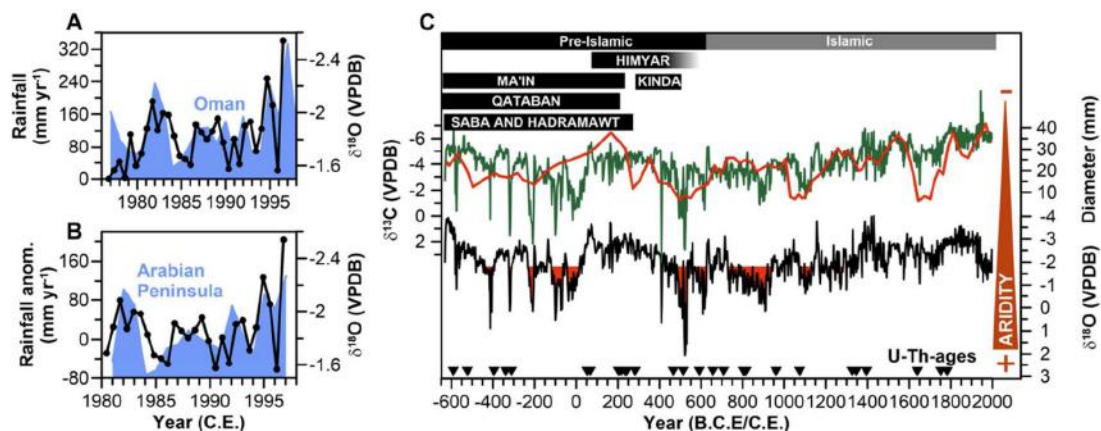 A
320
240
160
80
0
Rainfall
(mm yr⁻¹)
Oman
-2.4
-2
-1.6
δ¹⁸O (VPDB)
1980 1985 1990 1995
B
160
80
0
-80
Rainfall anom.
(mm yr⁻¹)
Arabian
Peninsula
-2.4
-2
-1.6
δ¹⁸O (VPDB)
1980 1985 1990 1995
Year (C.E.)
C
Pre-Islamic Islamic
HIMYAR
MA'IN KINDA
QATABAN
SABA AND HADRAMAWT
-6
-4
-2
0
2
δ¹³C (VPDB)
40
30
20
10
Diameter (mm)
-4
-3
-2
-1
0
1
2
3
δ¹⁸O (VPDB)
-
ARIDITY
+
U-Th-ages
-600 -400 -200 0 200 400 600 800 1000 1200 1400 1600 1800 2000
Year (B.C.E/C.E.)